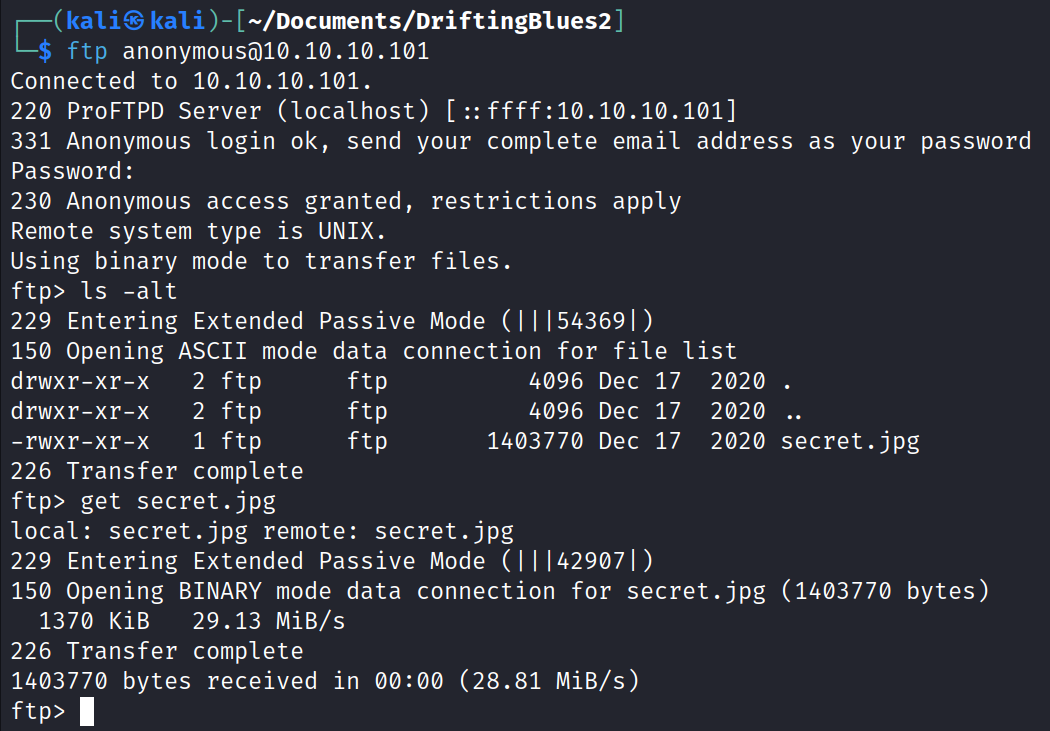 ┌──(kali㉿kali)-[~/Documents/DriftingBlues2]
└─$ ftp anonymous@10.10.10.101
Connected to 10.10.10.101.
220 ProFTPD Server (localhost) [::ffff:10.10.10.101]
331 Anonymous login ok, send your complete email address as your password
Password:
230 Anonymous access granted, restrictions apply
Remote system type is UNIX.
Using binary mode to transfer files.
ftp> ls -alt
229 Entering Extended Passive Mode (|||54369|)
150 Opening ASCII mode data connection for file list
drwxr-xr-x   2 ftp      ftp          4096 Dec 17  2020 .
drwxr-xr-x   2 ftp      ftp          4096 Dec 17  2020 ..
-rwxr-xr-x   1 ftp      ftp       1403770 Dec 17  2020 secret.jpg
226 Transfer complete
ftp> get secret.jpg
local: secret.jpg remote: secret.jpg
229 Entering Extended Passive Mode (|||42907|)
150 Opening BINARY mode data connection for secret.jpg (1403770 bytes)
  1370 KiB   29.13 MiB/s
226 Transfer complete
1403770 bytes received in 00:00 (28.81 MiB/s)
ftp>